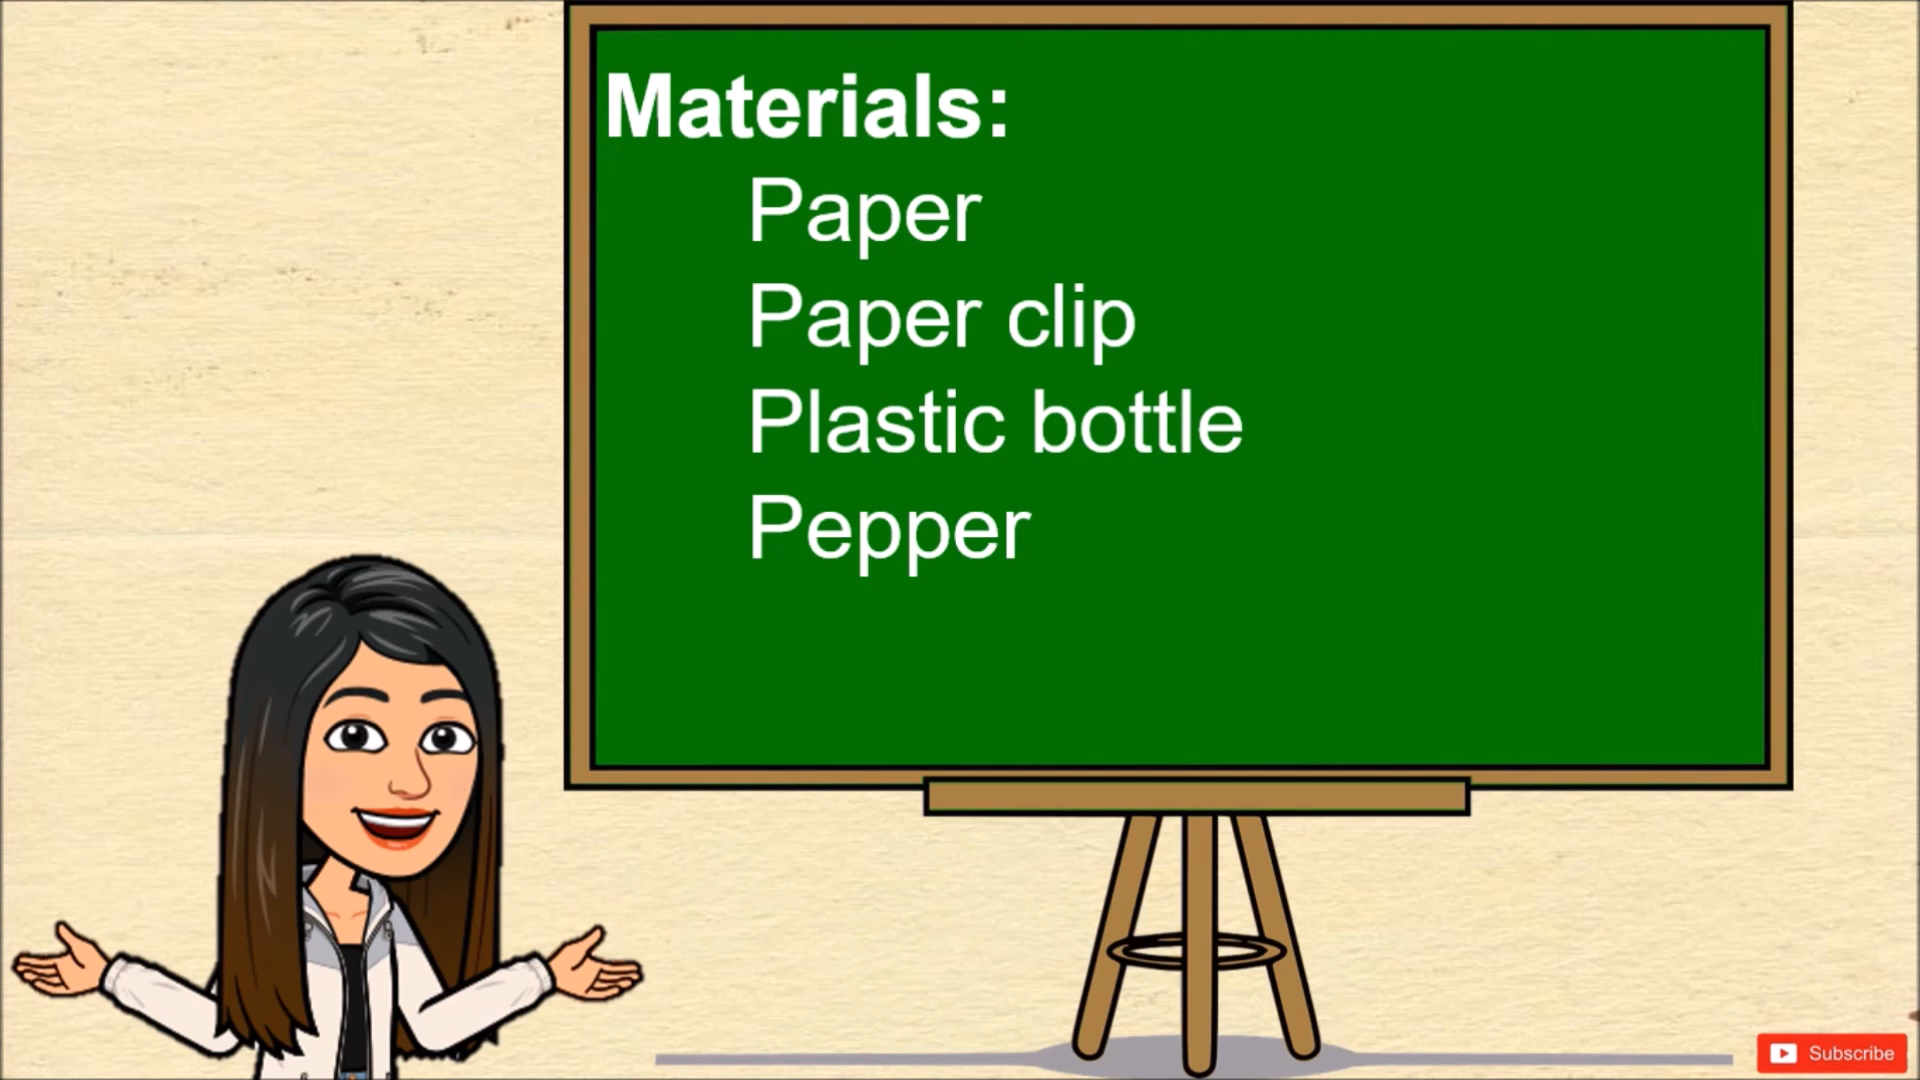 Materials:
Paper
Paper clip
Plastic bottle
Pepper
Subscribe